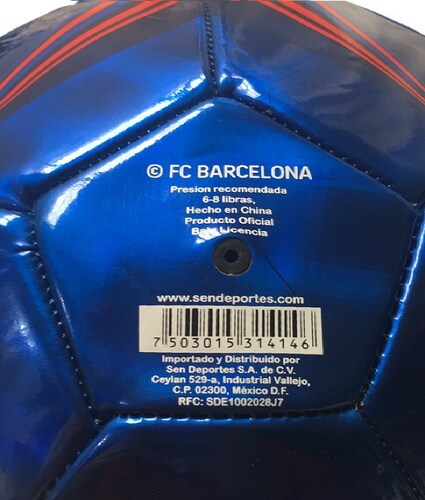 © FC BARCELONA
Presion recomendada
6-8 libras,
Hecho en China
Producto Oficial
Bajo Licencia
www.sendeportes.com
7 503015 314146
Importado y Distribuido por
Sen Deportes S.A. de C.V.
Ceylan 529-a, Industrial Vallejo,
C.P. 02300, México D.F.
RFC: SDE1002028J7